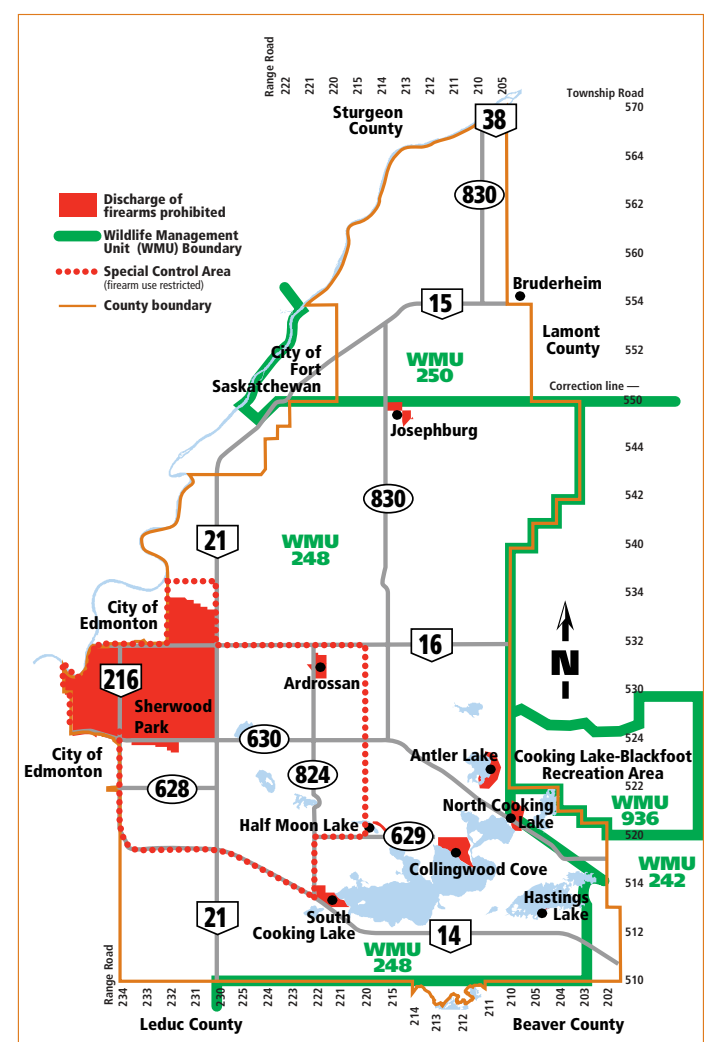 Range Road
222
221
220
215
214
213
212
211
210
205
Township Road
570
Sturgeon
County
38
564
830
562
Discharge of
firearms prohibited
Wildlife Management
Unit (WMU) Boundary
Special Control Area
(firearm use restricted)
County boundary
560
Bruderheim
15
554
Lamont
County
City of
Fort
Saskatchewan
WMU
250
552
Correction line —
550
Josephburg
544
830
542
21
WMU
248
540
534
City of
Edmonton
16
532
N
216
Ardrossan
530
Sherwood
Park
630
524
City of
Edmonton
Antler Lake
Cooking Lake-Blackfoot
Recreation Area
628
824
522
North Cooking
Lake
WMU
936
Half Moon Lake
629
520
Collingwood Cove
WMU
242
514
Hastings
Lake
21
South
Cooking Lake
14
512
WMU
248
510
Range Road
234
233
232
231
230
225
224
223
222
221
220
215
214
213
212
211
210
205
204
203
202
Leduc County
Beaver County